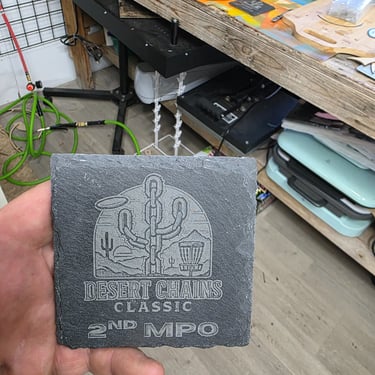 DESERT CHAINS
CLASSIC
2ND MPO